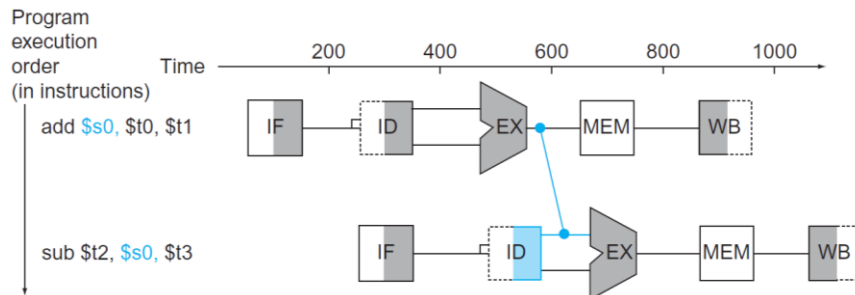 Program
execution
order
(in instructions)
Time
200 400 600 800 1000
add $s0, $t0, $t1
IF ID EX MEM WB
sub $t2, $s0, $t3
IF ID EX MEM WB